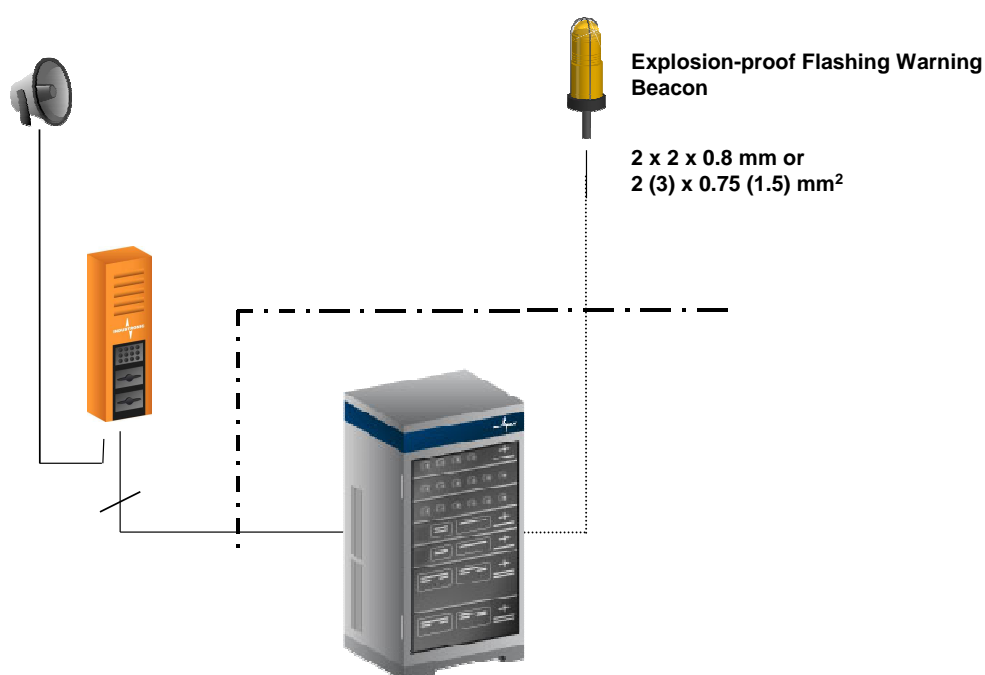 Explosion-proof Flashing Warning
Beacon
2 x 2 x 0.8 mm or
2 (3) x 0.75 (1.5) mm²